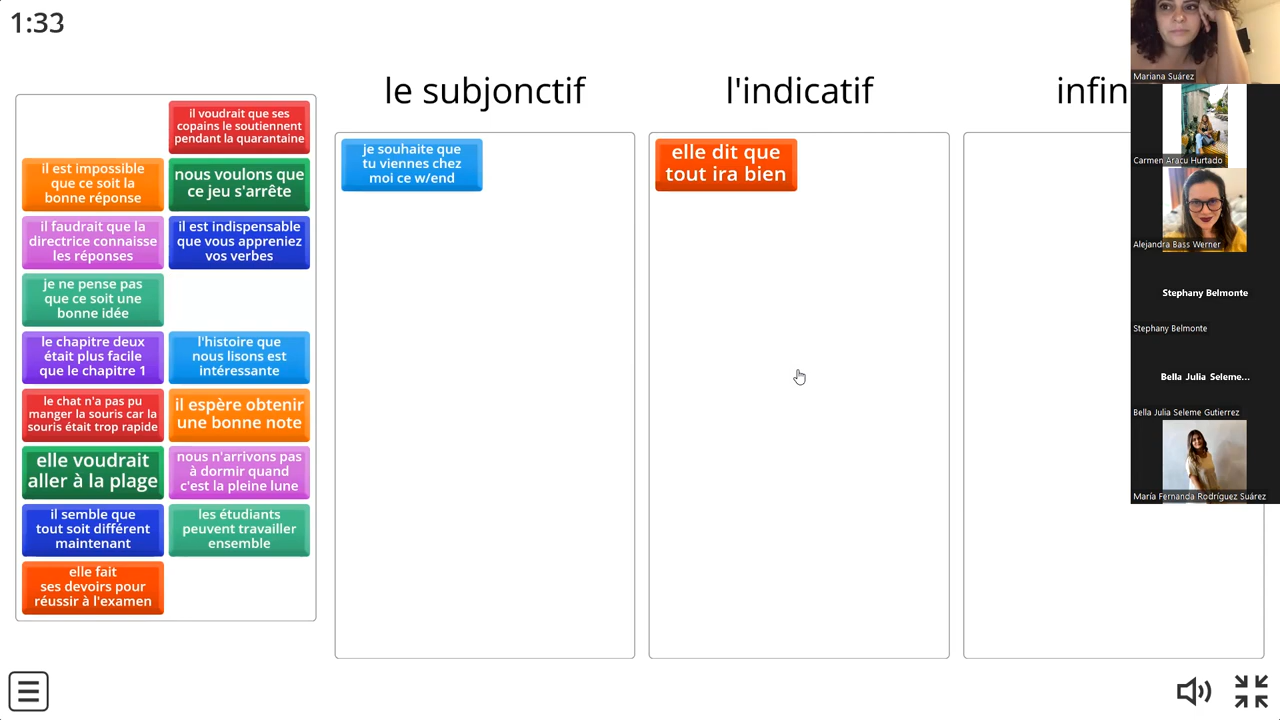 1:33
le subjonctif
l'indicatif
infin
il voudrait que ses
copains le soutiennent
pendant la quarantaine
il est impossible
que ce soit la
bonne réponse
nous voulons que
ce jeu s'arrête
il faudrait que la
directrice connaisse
les réponses
il est indispensable
que vous appreniez
vos verbes
je ne pense pas
que ce soit une
bonne idée
le chapitre deux
était plus facile
que le chapitre 1
l'histoire que
nous lisons est
intéressante
le chat n'a pas pu
manger la souris car la
souris était trop rapide
il espère obtenir
une bonne note
elle voudrait
aller à la plage
nous n'arrivons pas
à dormir quand
c'est la pleine lune
il semble que
tout soit différent
maintenant
les étudiants
peuvent travailler
ensemble
elle fait
ses devoirs pour
réussir à l'examen
je souhaite que
tu viennes chez
moi ce w/end
elle dit que
tout ira bien
Mariana Suárez
Carmen Aracu Hurtado
Alejandra Bass Werner
Stephany Belmonte
Stephany Belmonte
Bella Julia Seleme...
Bella Julia Seleme Gutierrez
María Fernanda Rodríguez Suárez